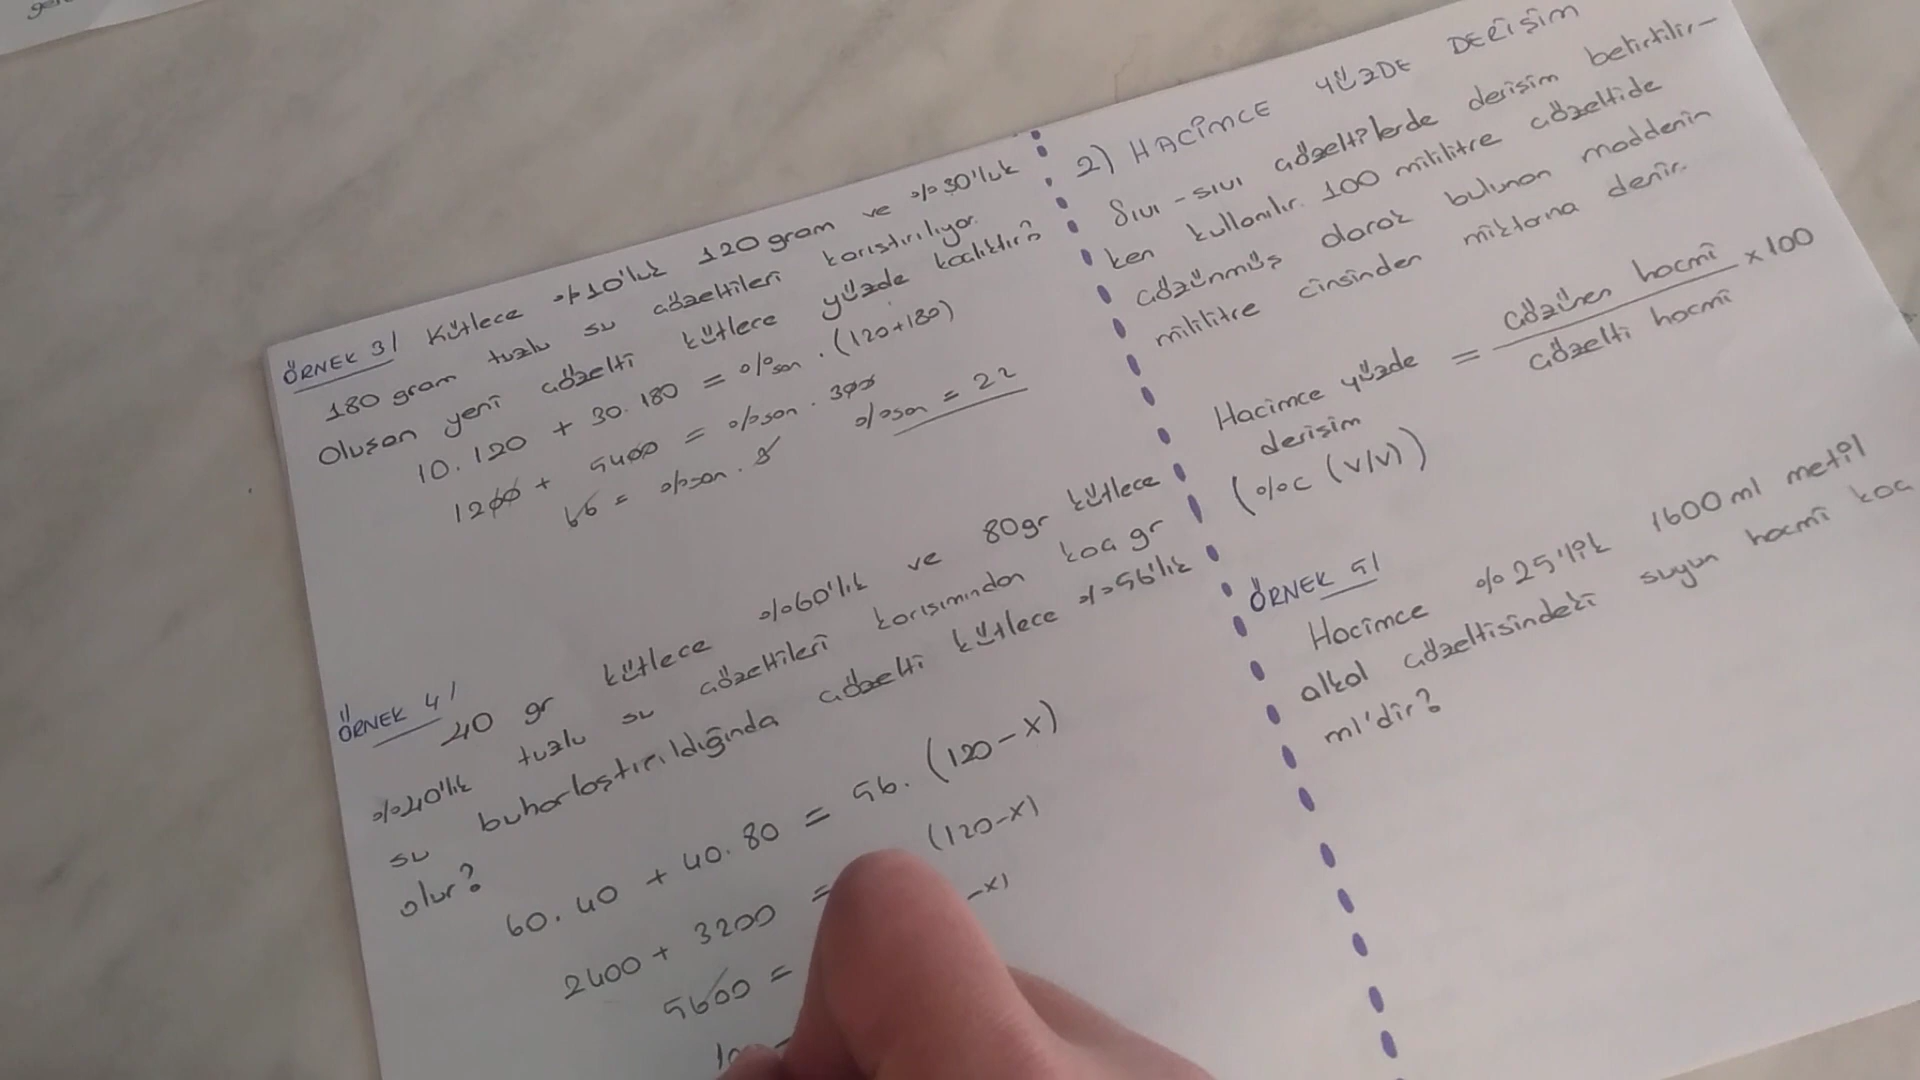 ÖRNEK 3/ Kütlece %10'luk 120 gram ve %30'luk
180 gram tuzlu su çözeltileri karıştırılıyor.
Oluşan yeni çözelti kütlece yüzde kaçlıktır?
10.120 + 30.180 = %son . (120+180)
1200 + 5400 = %son . 300
66 = %son . 3
%son = 22
ÖRNEK 4/
40 gr kütlece %60'lık ve 80gr kütlece
%40'lık tuzlu su çözeltileri karışımından kaç gr
su buharlaştırıldığında çözelti kütlece %56'lık
olur?
60.40 + 40.80 = 56. (120-x)
2400 + 3200 = (120-x)
5600 = -x)
2) HACİMCE YÜZDE DERİŞİM
Sıvı-sıvı çözeltilerde derişim belirtilir-
ken kullanılır. 100 mililitre çözeltide
çözünmüş olarak bulunan maddenin
mililitre cinsinden miktarına denir.
Hacimce yüzde derişim = çözünen hacmi / çözelti hacmi x 100
(%C (V/V))
ÖRNEK 5/
Hacimce %25'lik 1600 ml metil
alkol çözeltisindeki suyun hacmi kaç
ml'dir?